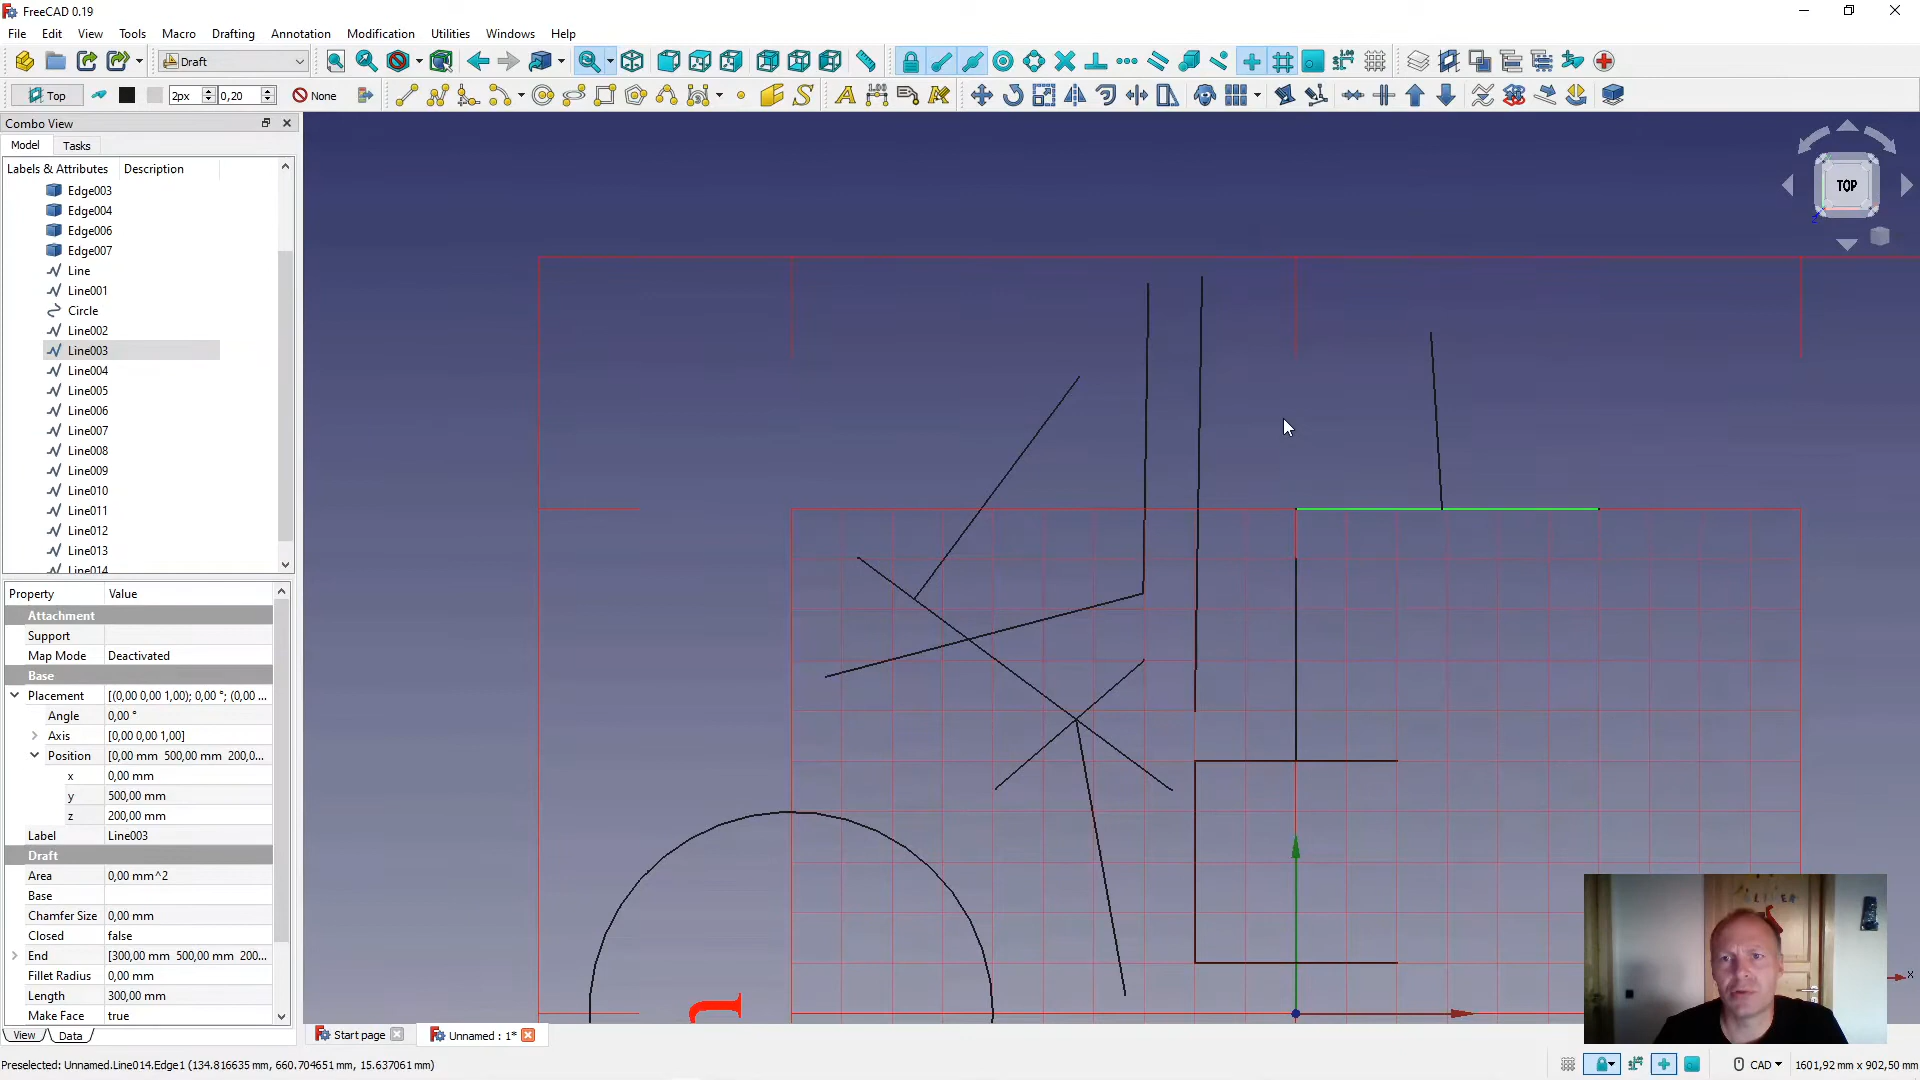 FreeCAD 0.19
File Edit View Tools Macro Drafting Annotation Modification Utilities Windows Help
Draft
Top 2px 0,20 None
Combo View
Model Tasks
Labels & Attributes Description
Edge003
Edge004
Edge006
Edge007
Line
Line001
Circle
Line002
Line003
Line004
Line005
Line006
Line007
Line008
Line009
Line010
Line011
Line012
Line013
Line014
Property Value
Attachment
Support
Map Mode Deactivated
Base
Placement [(0,00 0,00 1,00); 0,00 °; (0,00 ...
Angle 0,00 °
Axis [0,00 0,00 1,00]
Position [0,00 mm 500,00 mm 200,0...
x 0,00 mm
y 500,00 mm
z 200,00 mm
Label Line003
Draft
Area 0,00 mm^2
Base
Chamfer Size 0,00 mm
Closed false
End [300,00 mm 500,00 mm 200...
Fillet Radius 0,00 mm
Length 300,00 mm
Make Face true
View Data
TOP
Z
x
Start page
Unnamed : 1*
Preselected: Unnamed.Line014.Edge1 (134.816635 mm, 660.704651 mm, 15.637061 mm)
CAD
1601,92 mm x 902,50 mm